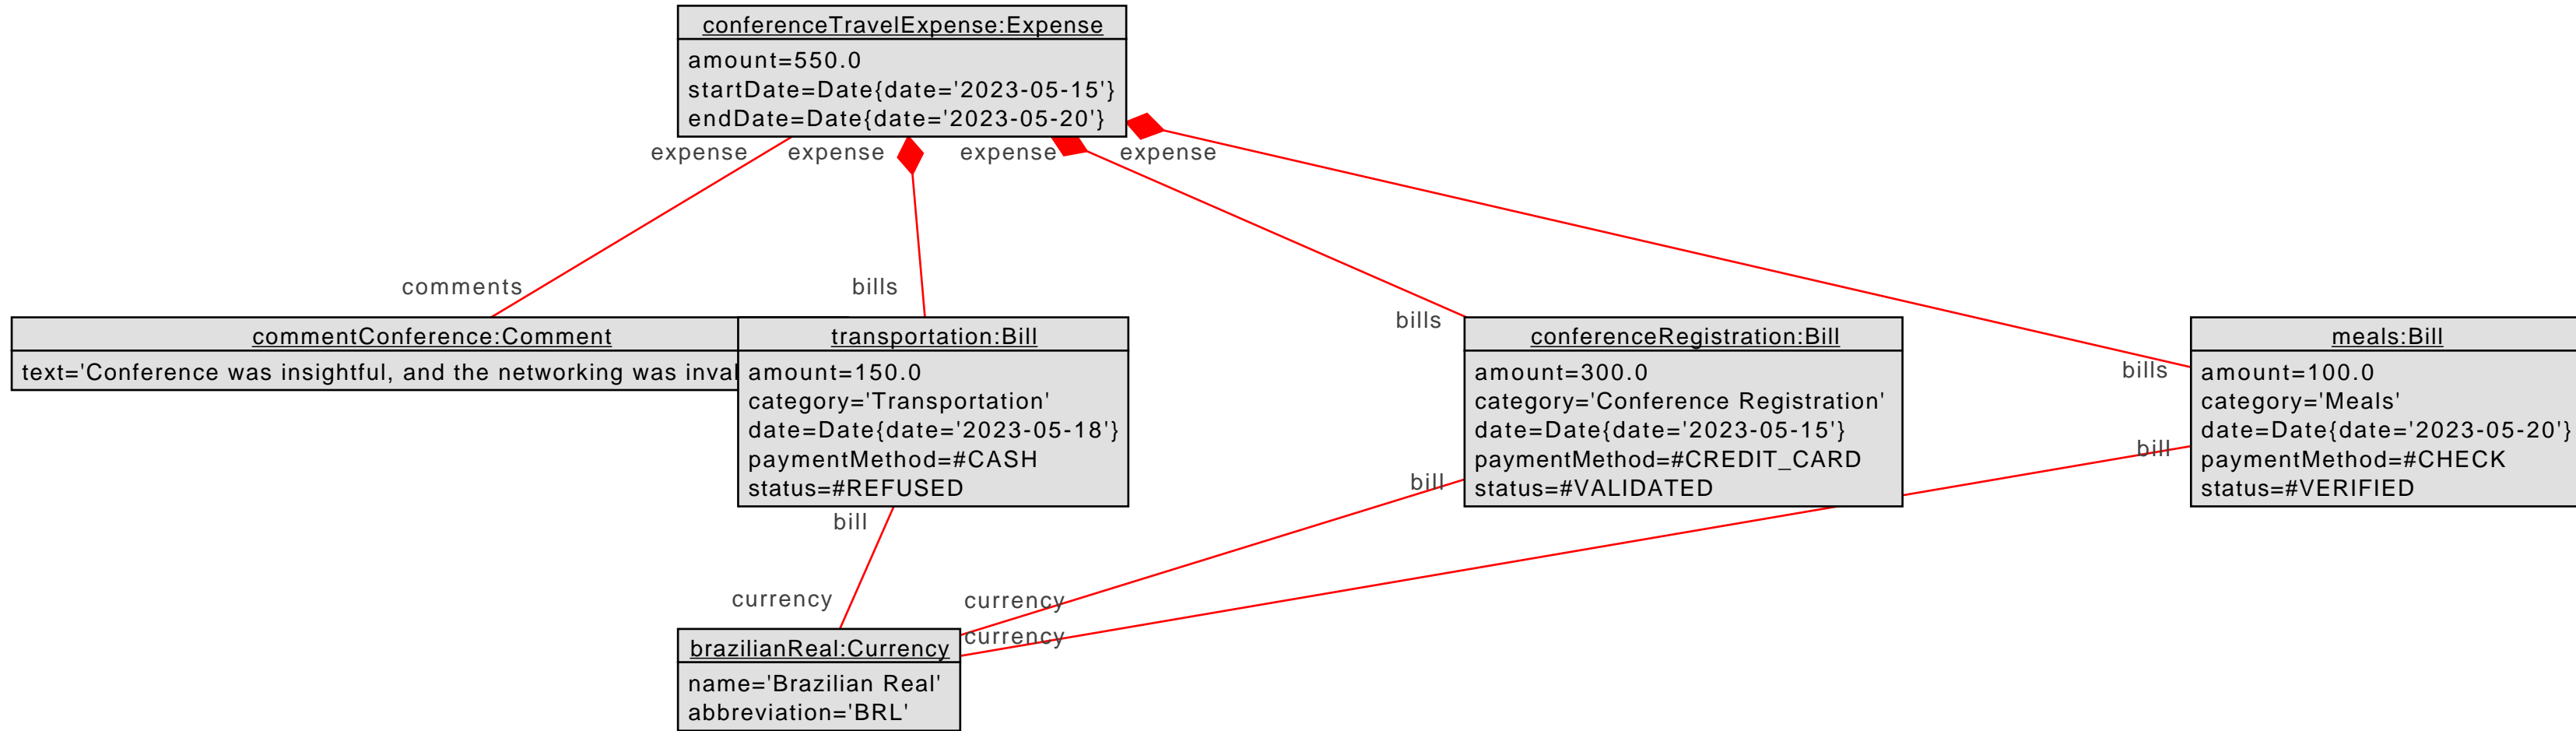 conferenceTravelExpense:Expense
amount=550.0
startDate=Date{date='2023-05-15'}
endDate=Date{date='2023-05-20'}
expense expense expense expense
comments
bills
bills
bills
commentConference:Comment
text='Conference was insightful, and the networking was
transportation:Bill
amount=150.0
category='Transportation'
date=Date{date='2023-05-18'}
paymentMethod=#CASH
status=#REFUSED
conferenceRegistration:Bill
amount=300.0
category='Conference Registration'
date=Date{date='2023-05-15'}
paymentMethod=#CREDIT_CARD
status=#VALIDATED
meals:Bill
amount=100.0
category='Meals'
date=Date{date='2023-05-20'}
paymentMethod=#CHECK
status=#VERIFIED
bill
bill
bill
currency
currency
currency
brazilianReal:Currency
name='Brazilian Real'
abbreviation='BRL'